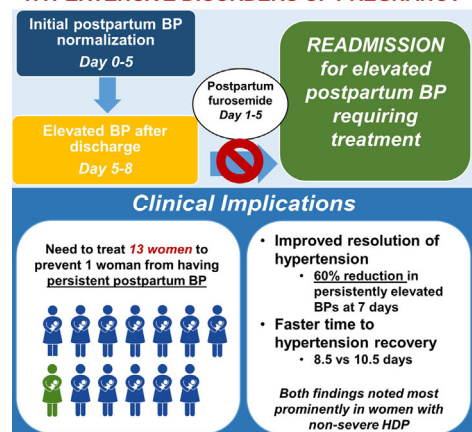 HYPERTENSIVE DISORDERS OF PREGNANCY
Initial postpartum BP
normalization
Day 0-5
Elevated BP after
discharge
Day 5-8
Postpartum
furosemide
Day 1-5
READMISSION
for elevated
postpartum BP
requiring
treatment
Clinical Implications
Need to treat 13 women to
prevent 1 woman from having
persistent postpartum BP
• Improved resolution of
hypertension
• 60% reduction in
persistently elevated
BPs at 7 days
• Faster time to
hypertension recovery
• 8.5 vs 10.5 days
Both findings noted most
prominently in women with
non-severe HDP